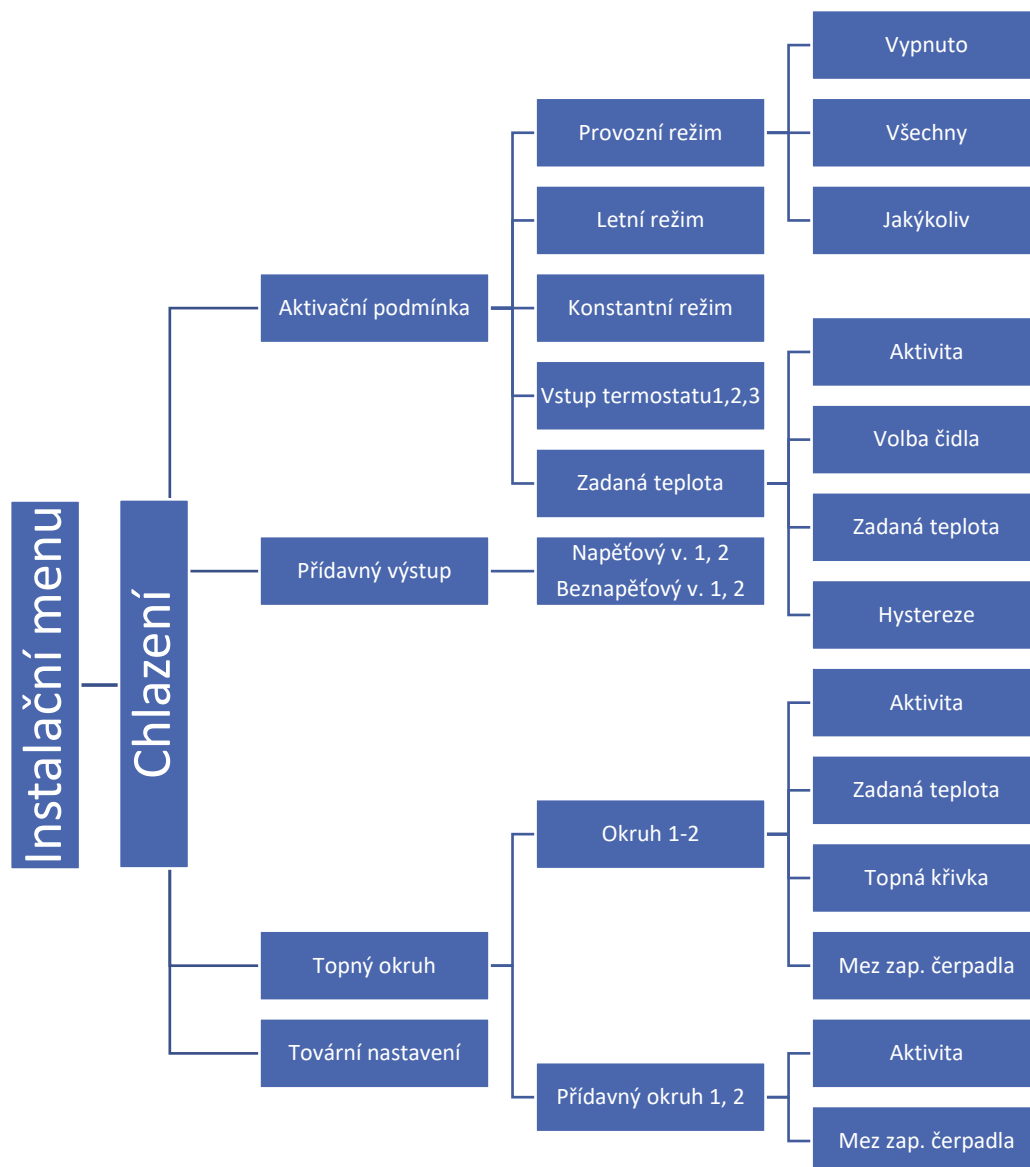 Instalační menu
Chlazení
Aktivační podmínka
Provozní režim
Vypnuto
Všechny
Jakýkoliv
Letní režim
Konstantní režim
Vstup termostatu1,2,3
Zadaná teplota
Aktivita
Volba čidla
Zadaná teplota
Hystereze
Přídavný výstup
Napěťový v. 1, 2
Beznapěťový v. 1, 2
Topný okruh
Okruh 1-2
Aktivita
Zadaná teplota
Topná křivka
Mez zap. čerpadla
Přídavný okruh 1, 2
Aktivita
Mez zap. čerpadla
Tovární nastavení